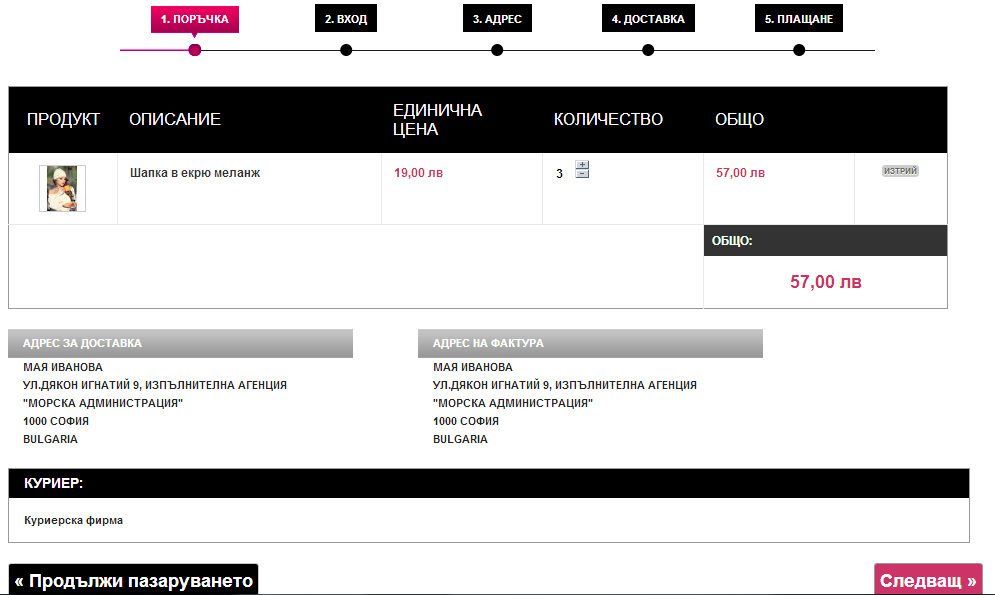 1. ПОРЪЧКА
2. ВХОД
3. АДРЕС
4. ДОСТАВКА
5. ПЛАЩАНЕ
ПРОДУКТ
ОПИСАНИЕ
ЕДИНИЧНА
ЦЕНА
КОЛИЧЕСТВО
ОБЩО
Шапка в екрю меланж
19,00 лв
3
57,00 лв
ИЗТРИЙ
ОБЩО:
57,00 лв
АДРЕС ЗА ДОСТАВКА
МАЯ ИВАНОВА
УЛ.ДЯКОН ИГНАТИЙ 9, ИЗПЪЛНИТЕЛНА АГЕНЦИЯ
"МОРСКА АДМИНИСТРАЦИЯ"
1000 СОФИЯ
BULGARIA
АДРЕС НА ФАКТУРА
МАЯ ИВАНОВА
УЛ.ДЯКОН ИГНАТИЙ 9, ИЗПЪЛНИТЕЛНА АГЕНЦИЯ
"МОРСКА АДМИНИСТРАЦИЯ"
1000 СОФИЯ
BULGARIA
КУРИЕР:
Куриерска фирма
« Продължи пазаруването
Следващ »